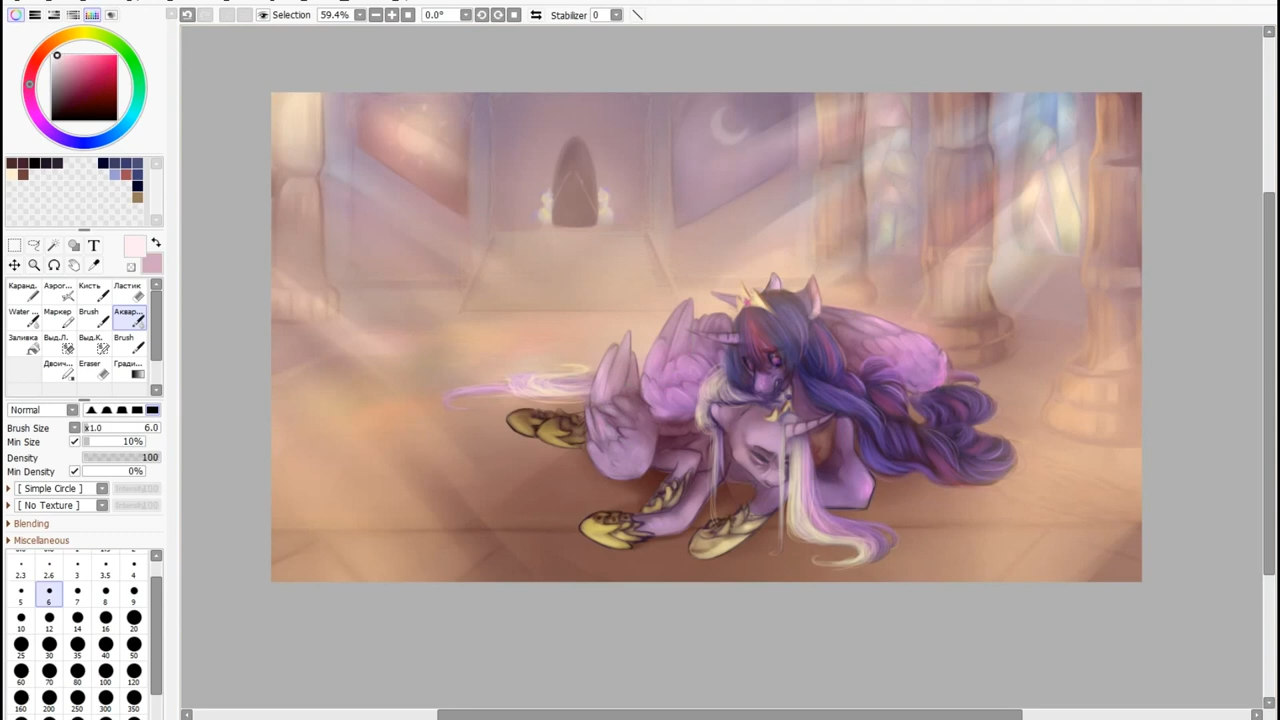 Selection 59.4% 0.0° Stabilizer 0
T
Каранд. Аэрог... Кисть Ластик
Water ... Маркер Brush Аквар...
Заливка Выд.Л. Выд.К. Brush
Двоич... Eraser Гради...
Normal
Brush Size x1.0 6.0
Min Size 10%
Density 100
Min Density 0%
[ Simple Circle ]
[ No Texture ]
Blending
Miscellaneous
2.3 2.6 3 3.5 4
5 6 7 8 9
10 12 14 16 20
25 30 35 40 50
60 70 80 100 120
160 200 250 300 350